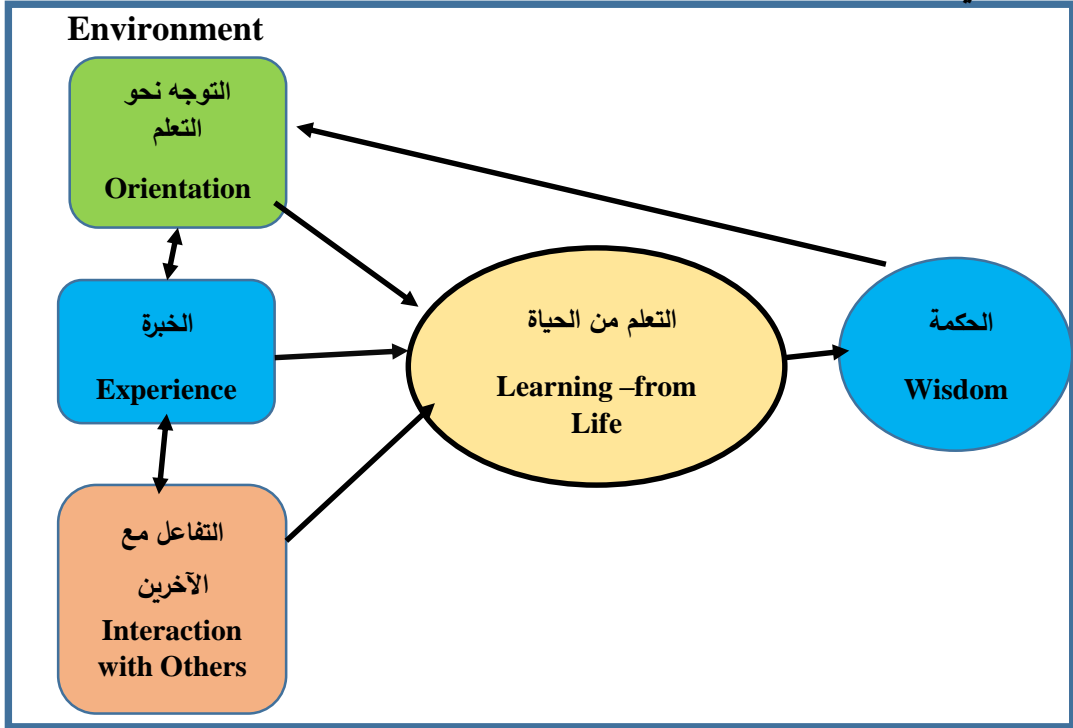 Environment
التوجه نحو
التعلم
Orientation
الخبرة
Experience
التفاعل مع
الآخرين
Interaction
with Others
التعلم من الحياة
Learning –from
Life
الحكمة
Wisdom